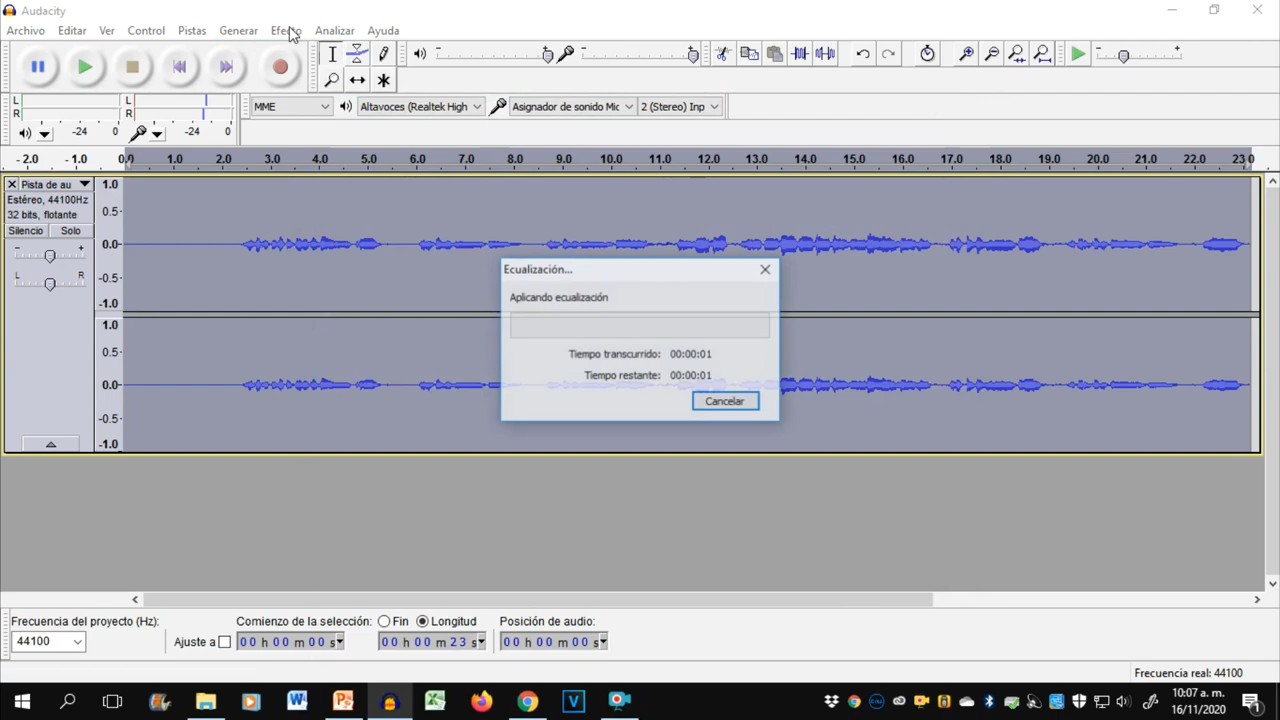 Audacity
Archivo Editar Ver Control Pistas Generar Efecto Analizar Ayuda
L L
R R
-24 0 -24 0
MME Altavoces (Realtek High Asignador de sonido Mic 2 (Stereo) Inp
- 2.0 - 1.0 0.0 1.0 2.0 3.0 4.0 5.0 6.0 7.0 8.0 9.0 10.0 11.0 12.0 13.0 14.0 15.0 16.0 17.0 18.0 19.0 20.0 21.0 22.0 23.0
Pista de au
Estéreo, 44100Hz
32 bits, flotante
Silencio Solo
- +
L R
1.0
0.5-
0.0-
-0.5-
-1.0
1.0
0.5-
0.0-
-0.5-
-1.0
Ecualización...
Aplicando ecualización
Tiempo transcurrido: 00:00:01
Tiempo restante: 00:00:01
Cancelar
Frecuencia del proyecto (Hz): Comienzo de la selección: Fin Longitud Posición de audio:
44100 Ajuste a 00 h 00 m 00 s 00 h 00 m 23 s 00 h 00 m 00 s
Frecuencia real: 44100
10:07 a. m.
16/11/2020